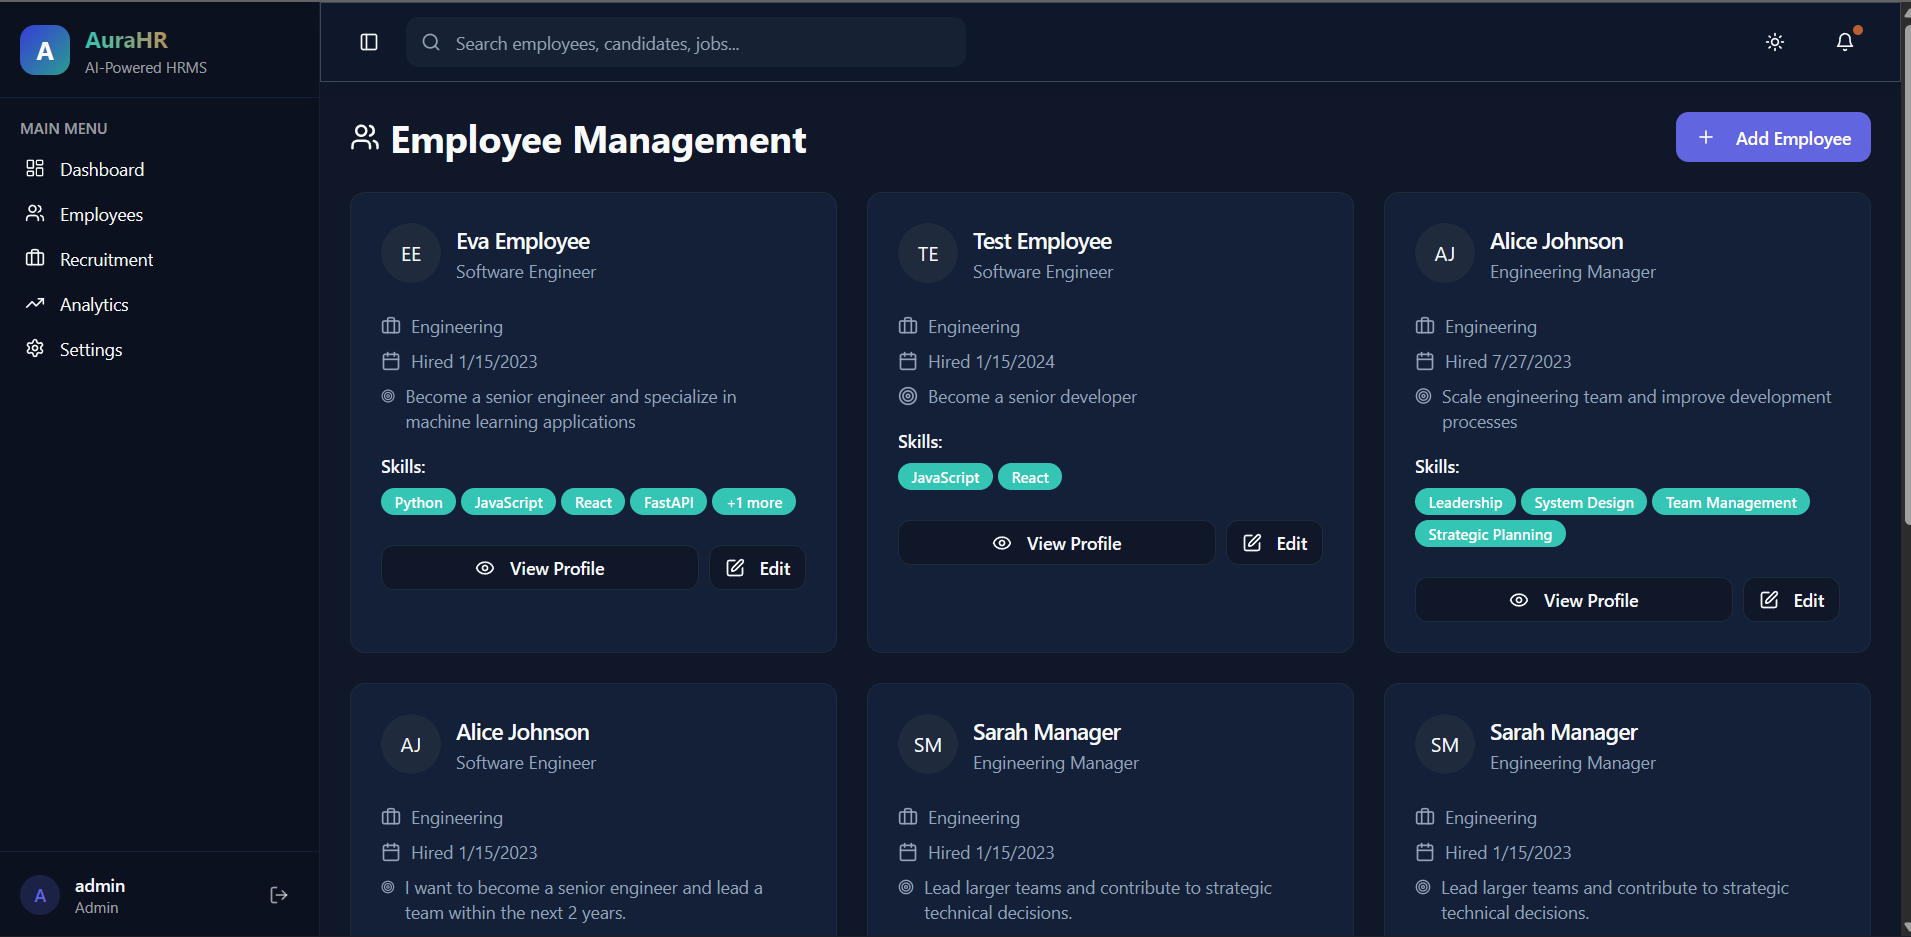 A
AuraHR
AI-Powered HRMS
Search employees, candidates, jobs...
MAIN MENU
Dashboard
Employees
Recruitment
Analytics
Settings
Employee Management
Add Employee
EE
Eva Employee
Software Engineer
Engineering
Hired 1/15/2023
Become a senior engineer and specialize in
machine learning applications
Skills:
Python JavaScript React FastAPI +1 more
View Profile Edit
TE
Test Employee
Software Engineer
Engineering
Hired 1/15/2024
Become a senior developer
Skills:
JavaScript React
View Profile Edit
AJ
Alice Johnson
Engineering Manager
Engineering
Hired 7/27/2023
Scale engineering team and improve development
processes
Skills:
Leadership System Design Team Management
Strategic Planning
View Profile Edit
AJ
Alice Johnson
Software Engineer
Engineering
Hired 1/15/2023
I want to become a senior engineer and lead a
team within the next 2 years.
SM
Sarah Manager
Engineering Manager
Engineering
Hired 1/15/2023
Lead larger teams and contribute to strategic
technical decisions.
SM
Sarah Manager
Engineering Manager
Engineering
Hired 1/15/2023
Lead larger teams and contribute to strategic
technical decisions.
A
admin
Admin